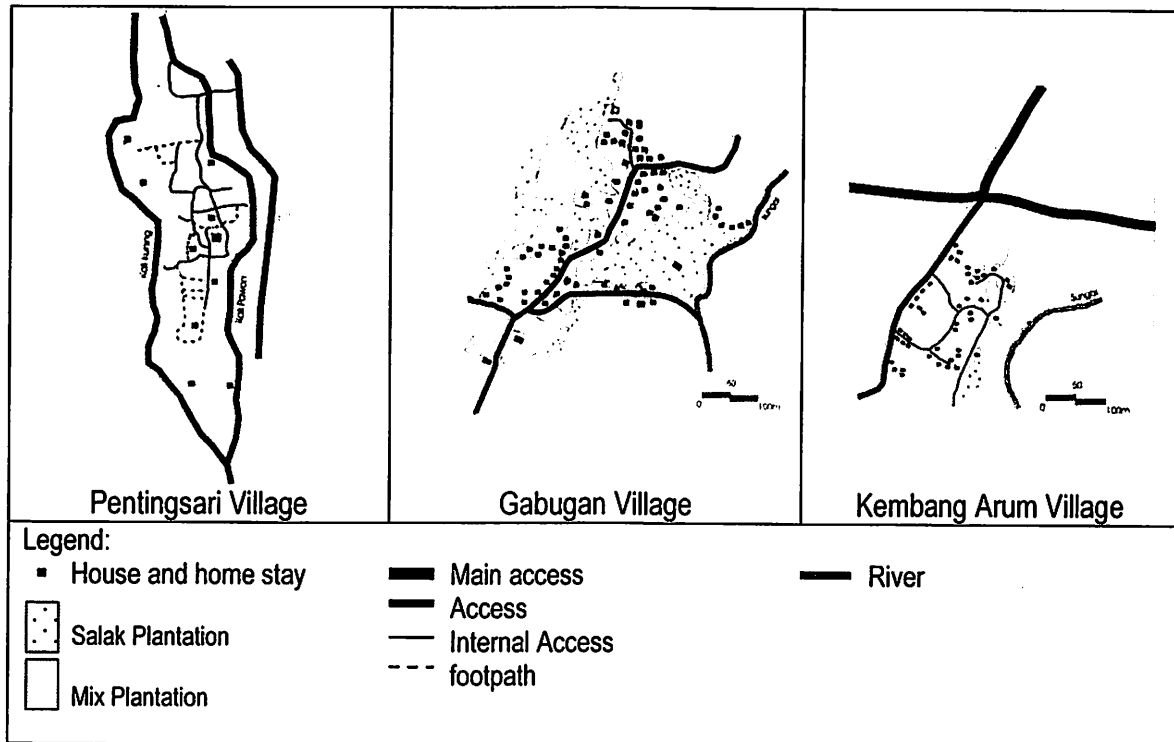 Kali kuning
Kali Pawon
Pentingsari Village
Sungai
0
50
100m
Gabugan Village
Sungai
0
50
100m
Kembang Arum Village
Legend:
House and home stay
Salak Plantation
Mix Plantation
Main access
Access
Internal Access
footpath
River